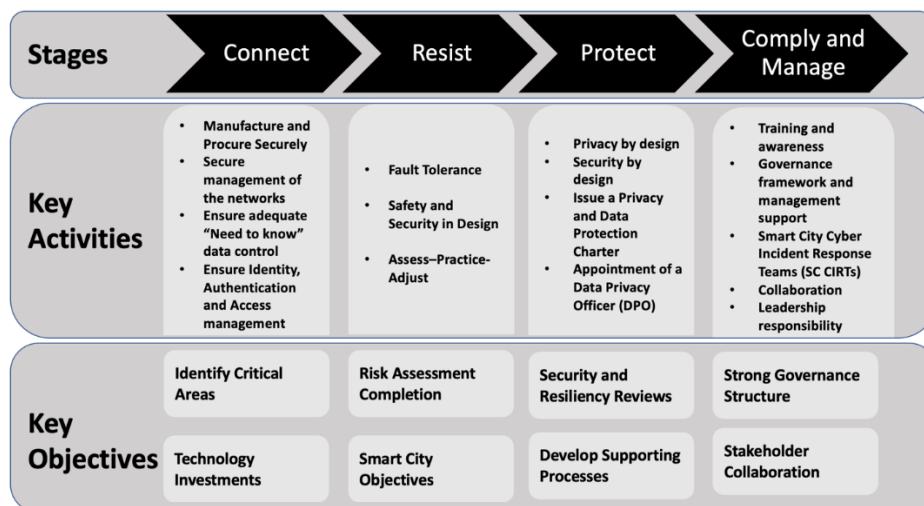 Stages
Connect
Resist
Protect
Comply and
Manage
Key
Activities
• Manufacture and
Procure Securely
• Secure
management of
the networks
• Ensure adequate
“Need to know”
data control
• Ensure Identity,
Authentication
and Access
management
• Fault Tolerance
• Safety and
Security in Design
• Assess–Practice-
Adjust
• Privacy by design
• Security by
design
• Issue a Privacy
and Data
Protection
Charter
• Appointment of a
Data Privacy
Officer (DPO)
• Training and
awareness
• Governance
framework and
management
support
• Smart City Cyber
Incident Response
Teams (SC CIRTs)
• Collaboration
• Leadership
responsibility
Key
Objectives
Identify Critical
Areas
Risk Assessment
Completion
Security and
Resiliency Reviews
Strong Governance
Structure
Technology
Investments
Smart City
Objectives
Develop Supporting
Processes
Stakeholder
Collaboration